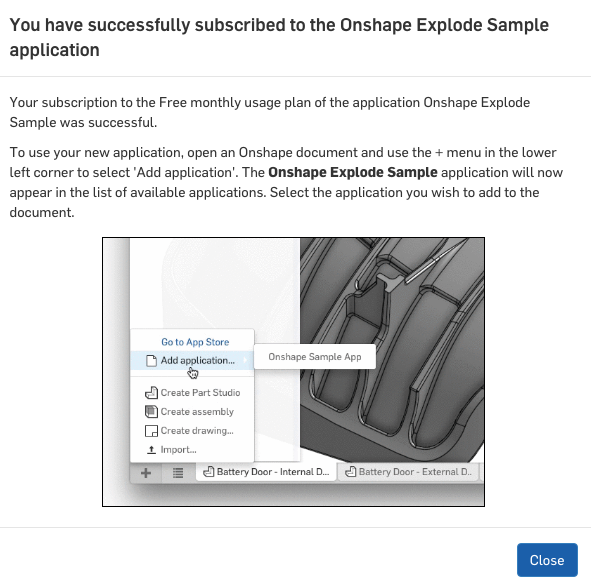 You have successfully subscribed to the Onshape Explode Sample
application
Your subscription to the Free monthly usage plan of the application Onshape Explode
Sample was successful.
To use your new application, open an Onshape document and use the + menu in the lower
left corner to select 'Add application'. The Onshape Explode Sample application will now
appear in the list of available applications. Select the application you wish to add to the
document.
Go to App Store
Add application...
Onshape Sample App
Create Part Studio
Create assembly
Create drawing...
Import...
Battery Door - Internal D...
Battery Door - External D..
Close